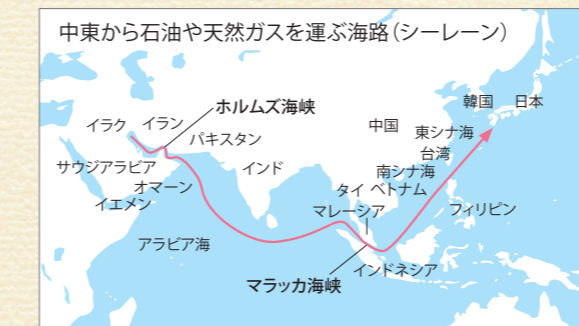 中東から石油や天然ガスを運ぶ海路（シーレーン）
ホルムズ海峡
韓国
日本
イラク
イラン
中国
東シナ海
パキスタン
台湾
サウジアラビア
インド
南シナ海
オマーン
タイ
ベトナム
イエメン
マレーシア
フィリピン
アラビア海
インドネシア
マラッカ海峡